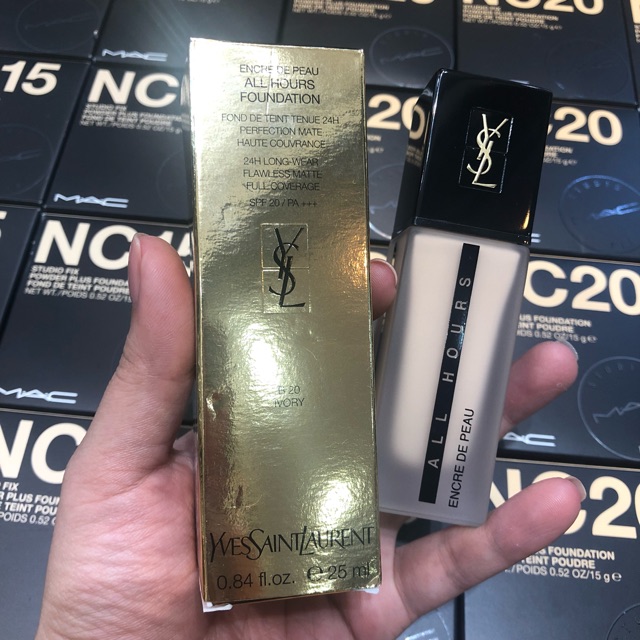 ENCRE DE PEAU
ALL HOURS
FOUNDATION
FOND DE TEINT TENUE 24H
PERFECTION MATE
HAUTE COUVRANCE
24H LONG-WEAR
FLAWLESS MATTE
FULL COVERAGE
SPF 20 / PA +++
YSL
B 20
IVORY
YVESSAINTLAURENT
0.84 fl.oz. e 25 ml
YSL
ALL HOURS
ENCRE DE PEAU
15
MAC
NC
MAC
NC15
STUDIO FIX
POWDER PLUS FOUNDATION
FOND DE TEINT POUDRE
NET WT./POIDS 0.52 OZ/15 g
MAC
NC20
NC20
MAC
NC20